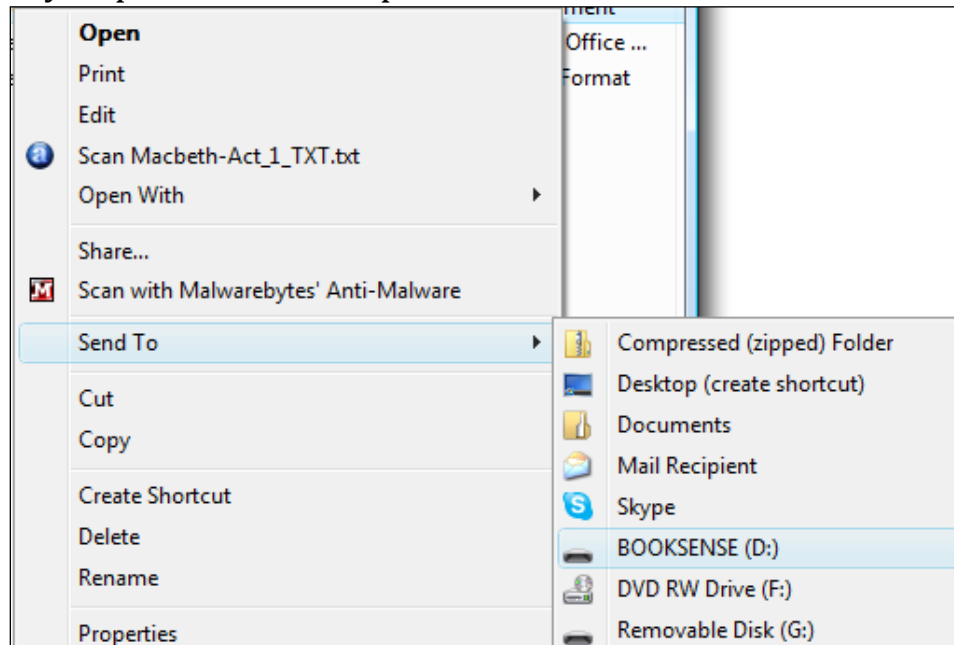 Open
Office ...
Print
Format
Edit
Scan Macbeth-Act_1_TXT.txt
Open With
Share...
Scan with Malwarebytes' Anti-Malware
Send To
Compressed (zipped) Folder
Desktop (create shortcut)
Cut
Documents
Copy
Mail Recipient
Create Shortcut
Skype
Delete
BOOKSENSE (D:)
Rename
DVD RW Drive (F:)
Properties
Removable Disk (G:)